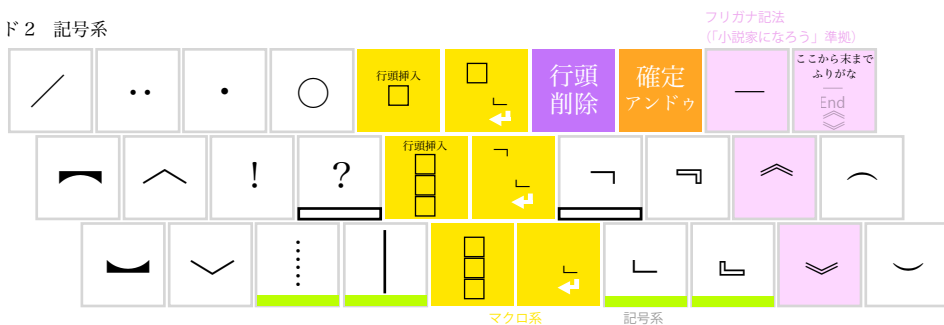 フリガナ記法
(「小説家になろう」準拠)
ド 2 記号系
／ ‥ ・ ○ 行頭挿入 □ □ ﹂ 行頭削除 確定アンドゥ ― ここから末までふりがな ― End ︾
︻ ︿ ！ ？ 行頭挿入 □□□ ﹁ ﹂ ﹁ ﹃ ︽ ︵
︼ ﹀ … │ □□□ ﹂ ﹂ ﹄ ︾ ︶
マクロ系 記号系